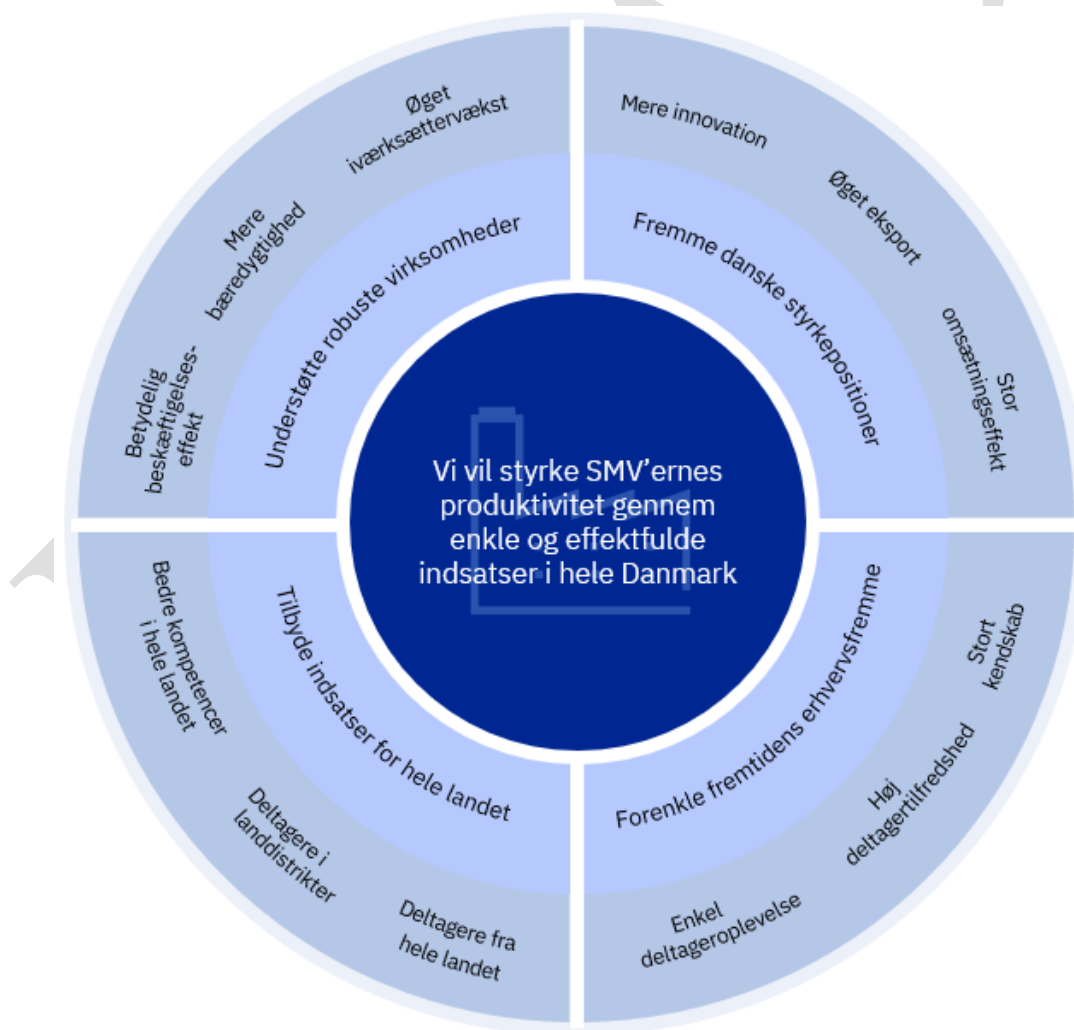 Øget
iværksættervækst
Mere
bæredygtighed
Betydelig
beskæftigelses-
effekt
Understøtte robuste virksomheder
Mere innovation
Øget eksport
Stor
omsætningseffekt
Fremme danske styrkepositioner
Vi vil styrke SMV’ernes
produktivitet gennem
enkle og effektfulde
indsatser i hele Danmark
Tilbyde indsatser for hele landet
Bedre kompetencer
i hele landet
Deltagere i
landdistrikter
Deltagere fra
hele landet
Forenkle fremtidens erhvervsfremme
Stort
kendskab
Høj
deltagertilfredshed
Enkel
deltageroplevelse